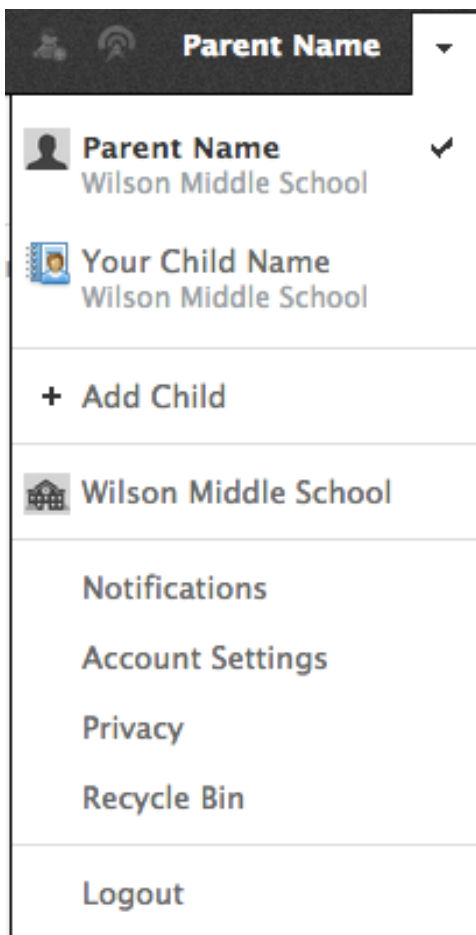 Parent Name
Parent Name
Wilson Middle School
Your Child Name
Wilson Middle School
+ Add Child
Wilson Middle School
Notifications
Account Settings
Privacy
Recycle Bin
Logout